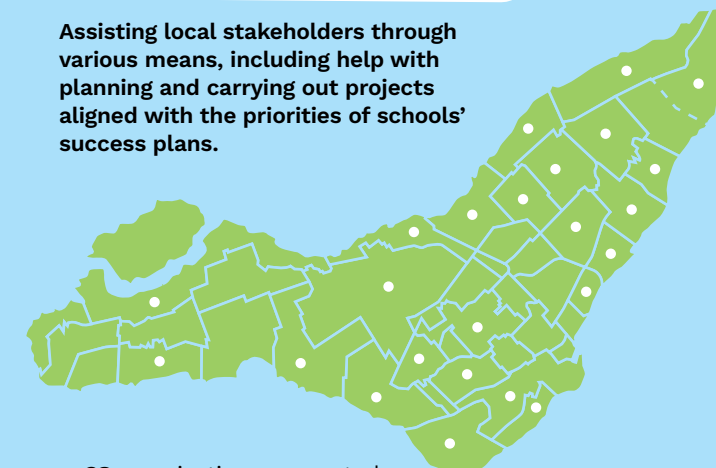 Assisting local stakeholders through
various means, including help with
planning and carrying out projects
aligned with the priorities of schools’
success plans.